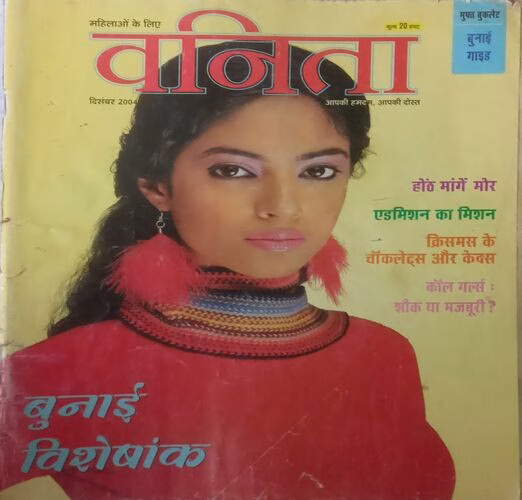 महिलाओं के लिए
मूल्य 20 रुपए
मुफ्त बुकलेट
बुनाई
गाइड
वनिता
दिसंबर 2004
आपकी हमदम, आपकी दोस्त
होंठ मांगें मोर
एडमिशन का मिशन
क्रिसमस के
चॉकलेट्स और केक्स
कॉल गर्ल्स :
शौक या मजबूरी ?
बुनाई
विशेषांक